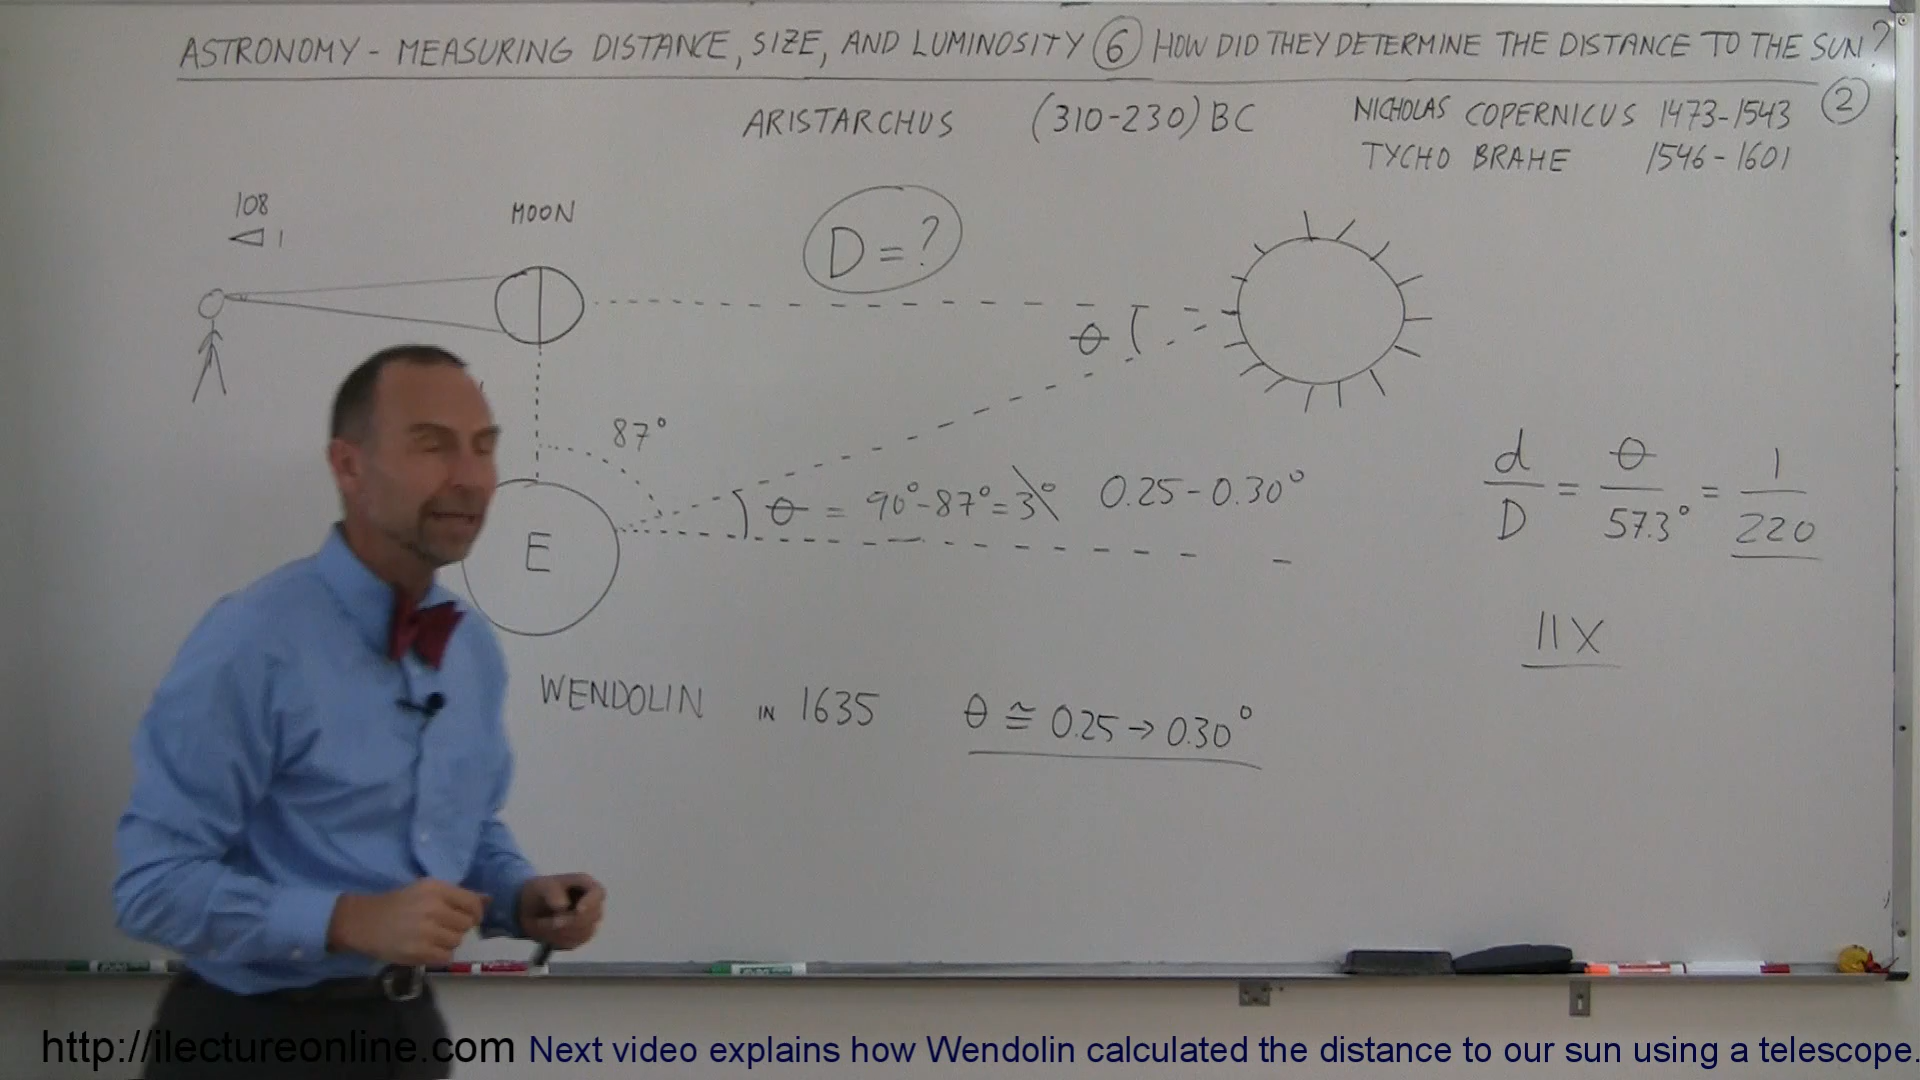 ASTRONOMY - MEASURING DISTANCE, SIZE, AND LUMINOSITY 6 HOW DID THEY DETERMINE THE DISTANCE TO THE SUN?
2
ARISTARCHUS (310-230) BC
NICHOLAS COPERNICUS 1473-1543
TYCHO BRAHE 1546-1601
108
1
MOON
D = ?
θ
87°
θ = 90°-87°=3° 0.25-0.30°
E
d/D = θ/57.3° = 1/220
11X
WENDOLIN IN 1635 θ ≅ 0.25→0.30°
http://ilectureonline.com Next video explains how Wendolin calculated the distance to our sun using a telescope.